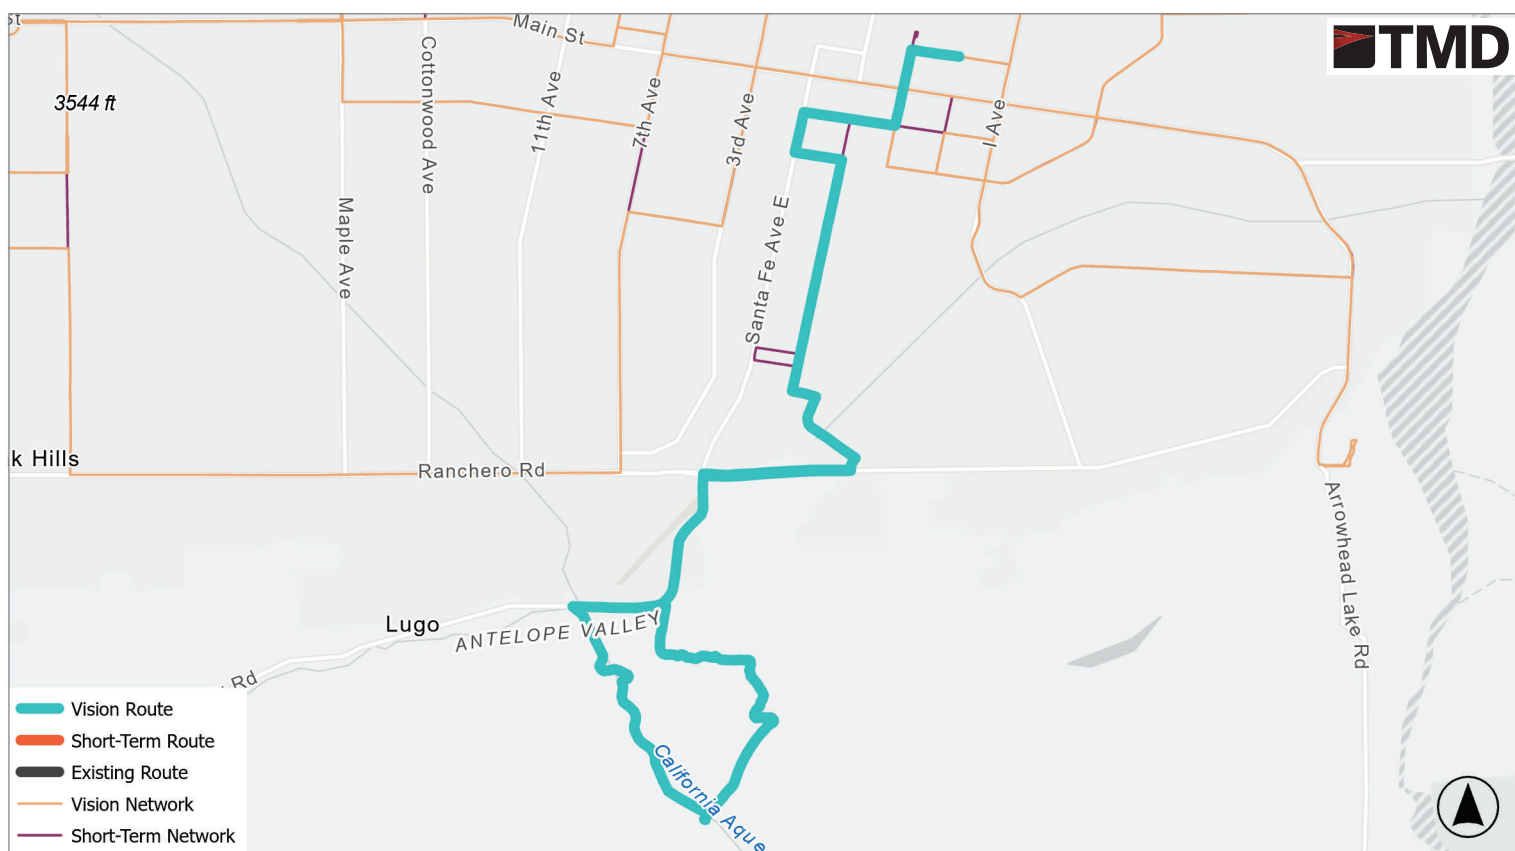 St
Main St
TMD
3544 ft
Cottonwood Ave
11th Ave
7th Ave
3rd Ave
I Ave
Maple Ave
Santa Fe Ave E
k Hills
Ranchero Rd
Arrowhead Lake Rd
Lugo
ANTELOPE VALLEY
Rd
California Aque
Vision Route
Short-Term Route
Existing Route
Vision Network
Short-Term Network